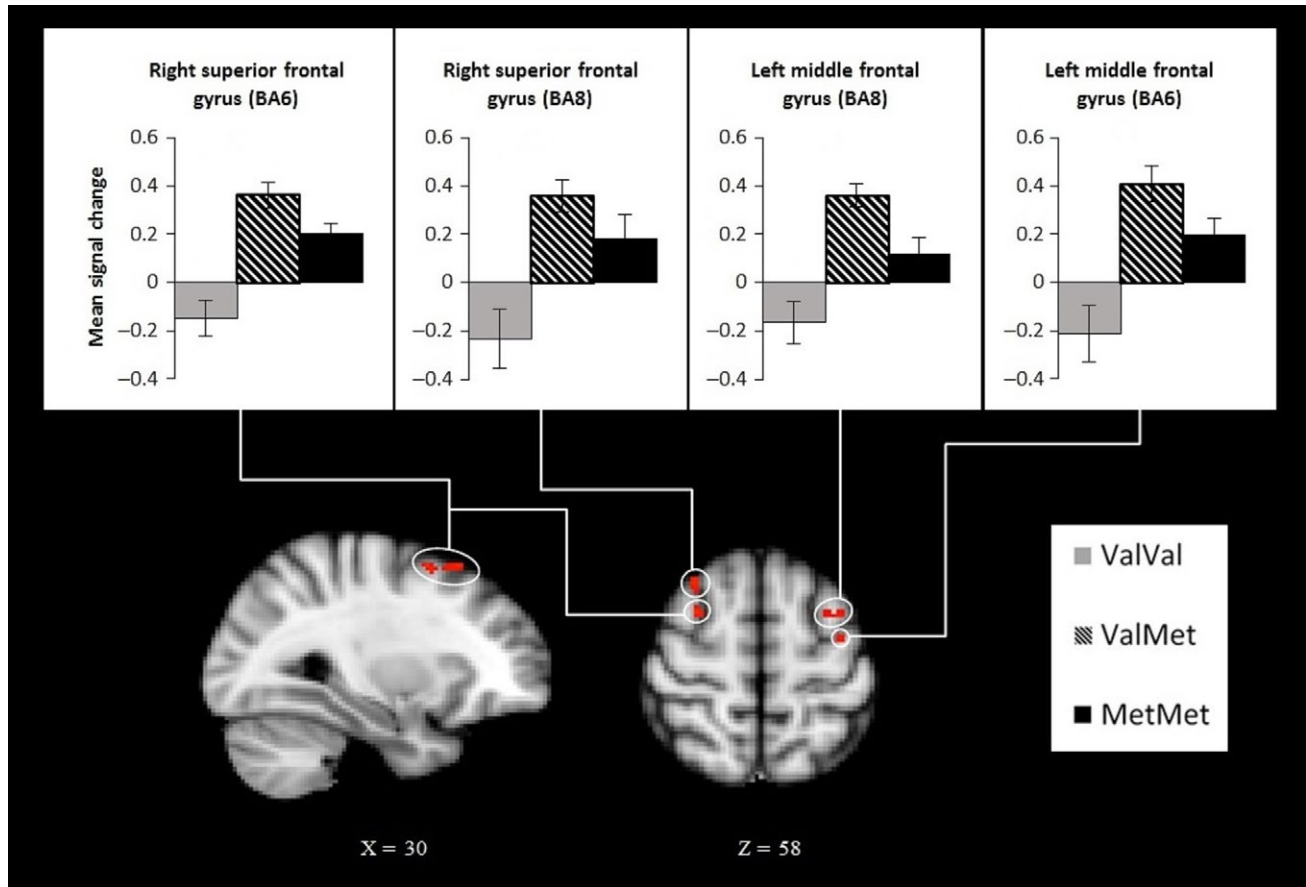 Right superior frontal
gyrus (BA6)
Right superior frontal
gyrus (BA8)
Left middle frontal
gyrus (BA8)
Left middle frontal
gyrus (BA6)
Mean signal change
0.6
0.4
0.2
0
−0.2
−0.4
0.6
0.4
0.2
0
−0.2
−0.4
0.6
0.4
0.2
0
−0.2
−0.4
0.6
0.4
0.2
0
−0.2
−0.4
ValVal
ValMet
MetMet
X = 30
Z = 58